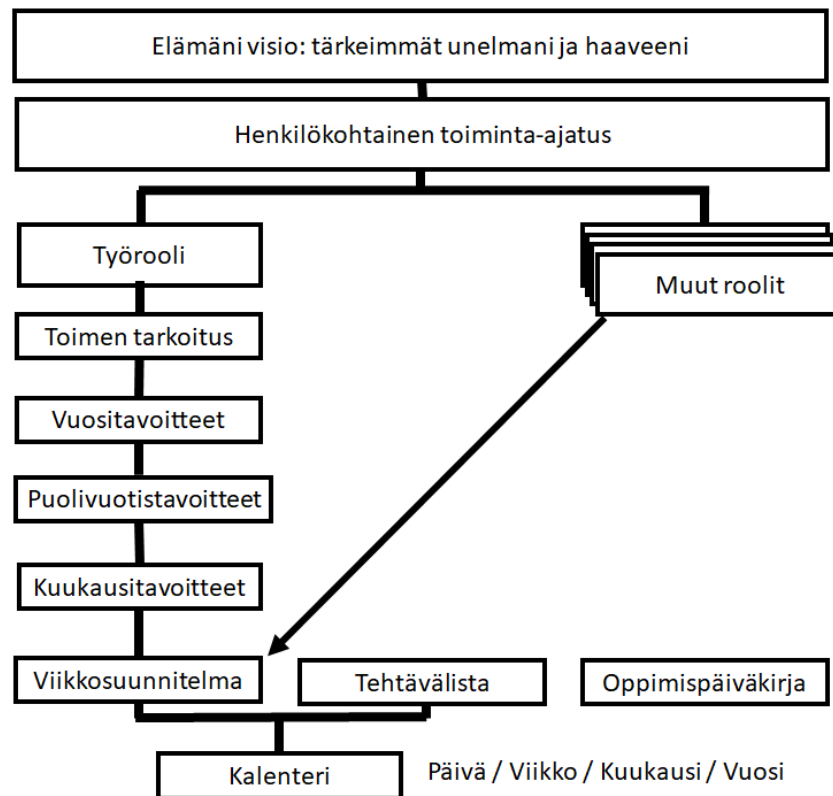 Elämäni visio: tärkeimmät unelmani ja haaveeni
Henkilökohtainen toiminta-ajatus
Työrooli
Muut roolit
Toimen tarkoitus
Vuositavoitteet
Puolivuotistavoitteet
Kuukausitavoitteet
Viikkosuunnitelma
Tehtävälista
Oppimispäiväkirja
Kalenteri
Päivä / Viikko / Kuukausi / Vuosi